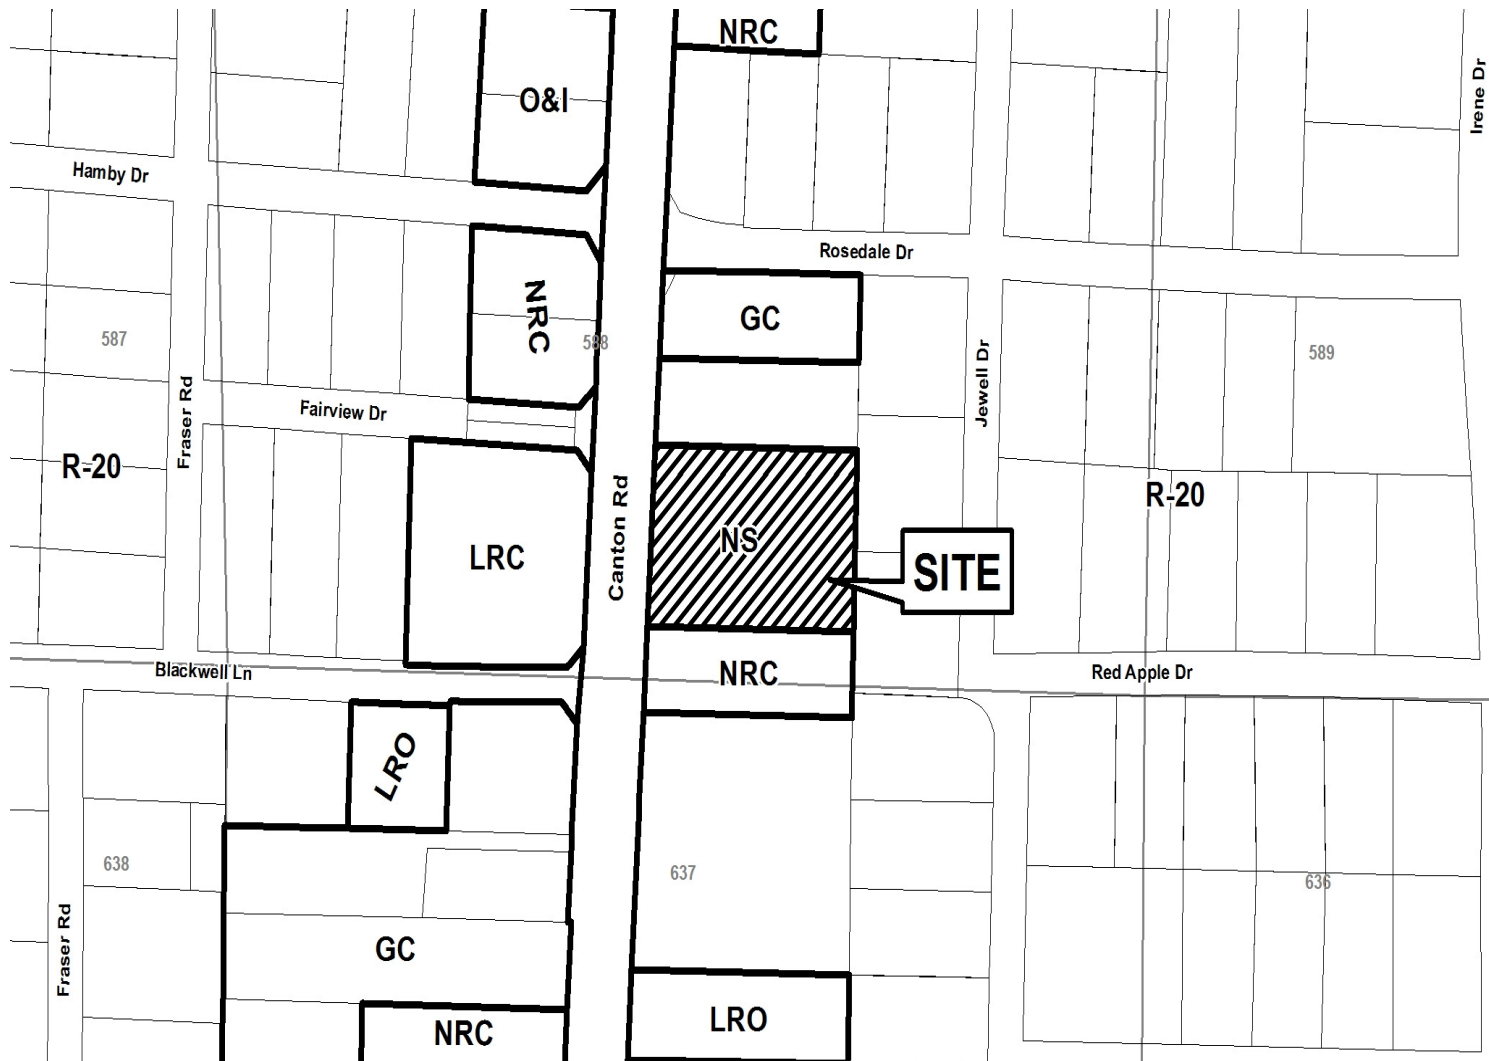 NRC
O&I
Irene Dr
Hamby Dr
Rosedale Dr
NRC
GC
587
588
589
Jewell Dr
Fraser Rd
Fairview Dr
R-20
R-20
Canton Rd
NS
LRC
SITE
Blackwell Ln
NRC
Red Apple Dr
LRO
638
637
636
Fraser Rd
GC
LRO
NRC